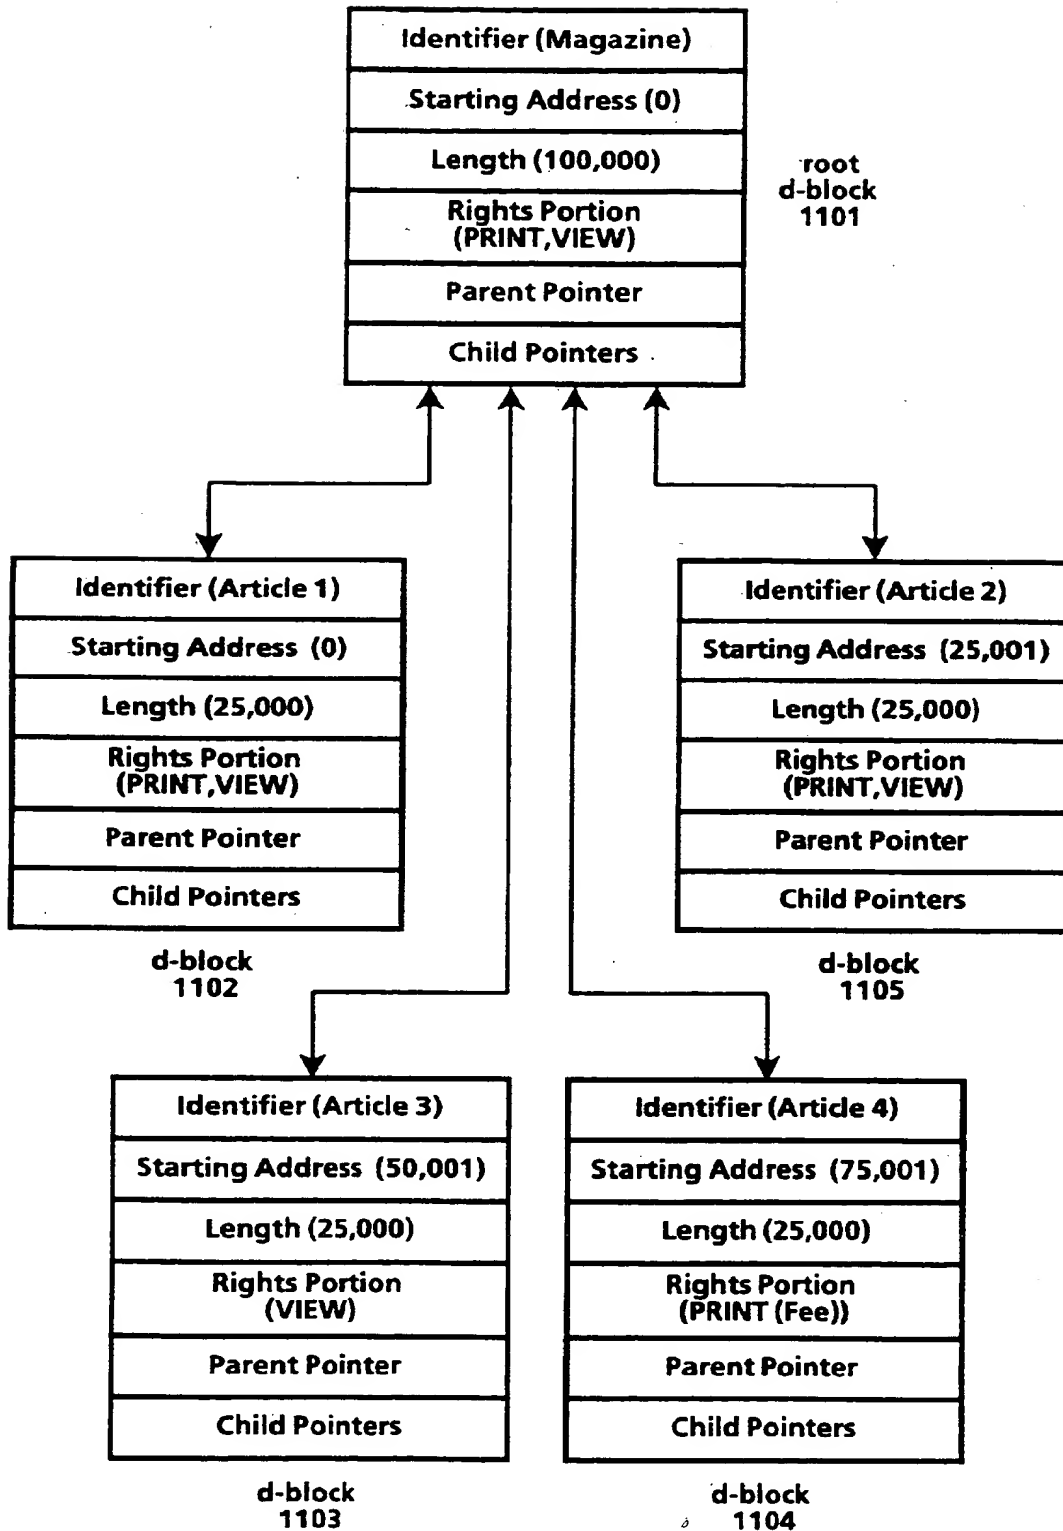 Identifier (Magazine)
Starting Address (0)
Length (100,000)
Rights Portion
(PRINT,VIEW)
Parent Pointer
Child Pointers
root
d-block
1101
Identifier (Article 1)
Starting Address (0)
Length (25,000)
Rights Portion
(PRINT,VIEW)
Parent Pointer
Child Pointers
d-block
1102
Identifier (Article 2)
Starting Address (25,001)
Length (25,000)
Rights Portion
(PRINT,VIEW)
Parent Pointer
Child Pointers
d-block
1105
Identifier (Article 3)
Starting Address (50,001)
Length (25,000)
Rights Portion
(VIEW)
Parent Pointer
Child Pointers
d-block
1103
Identifier (Article 4)
Starting Address (75,001)
Length (25,000)
Rights Portion
(PRINT (Fee))
Parent Pointer
Child Pointers
d-block
1104